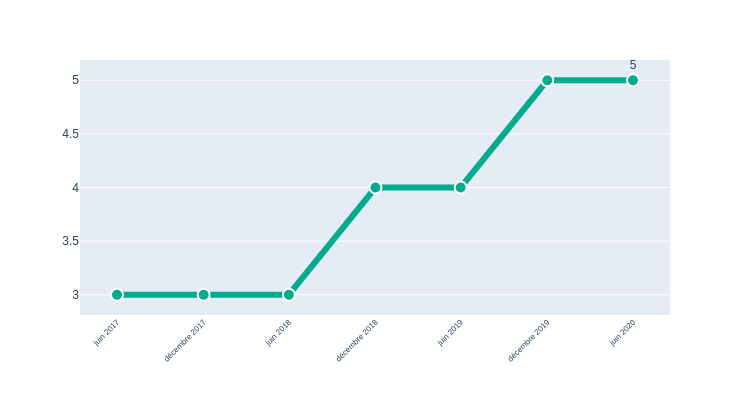 5
5
4.5
4
3.5
3
juin 2017
décembre 2017
juin 2018
décembre 2018
juin 2019
décembre 2019
juin 2020